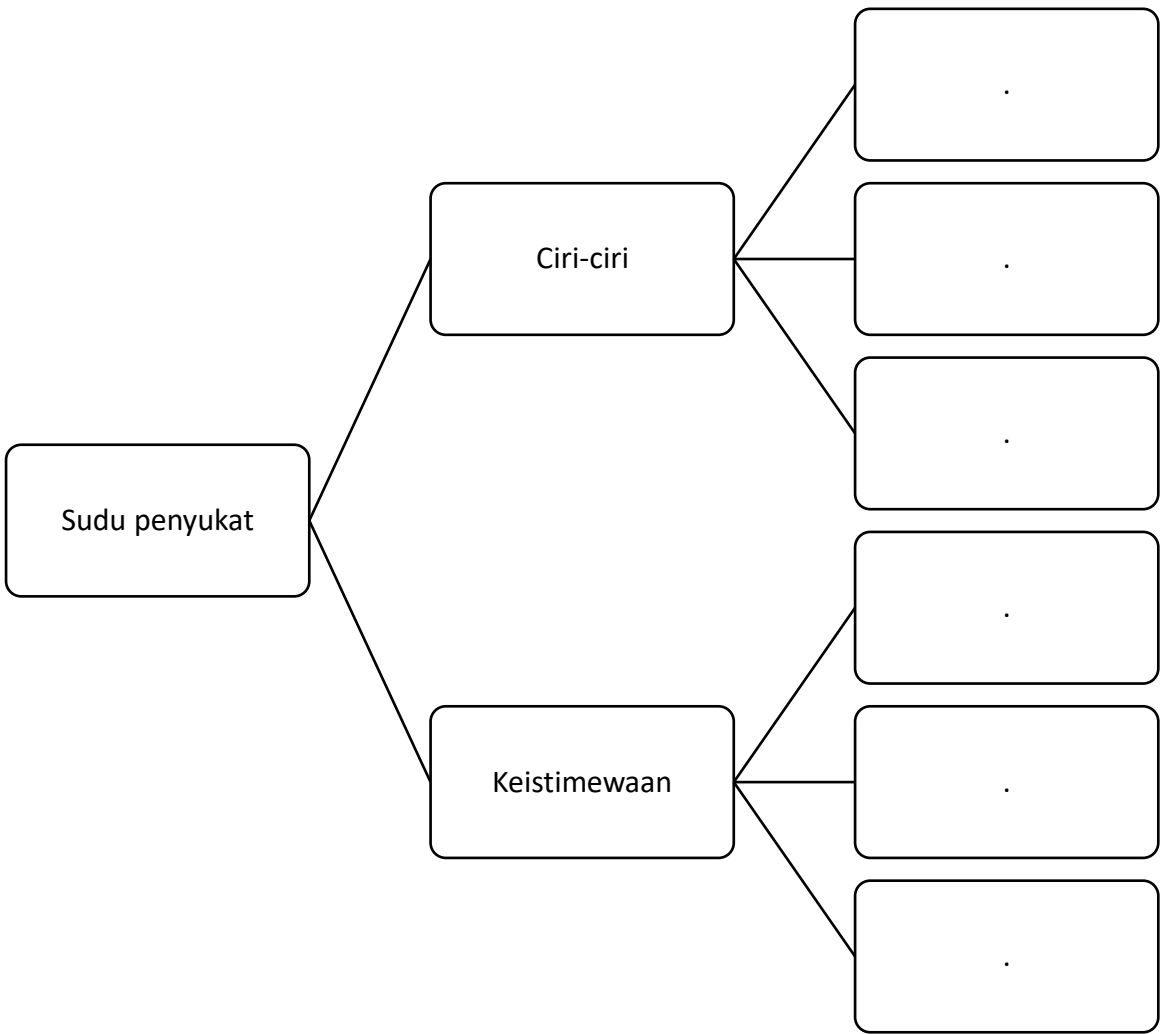 .
.
Ciri-ciri
.
Sudu penyukat
.
Keistimewaan
.
.